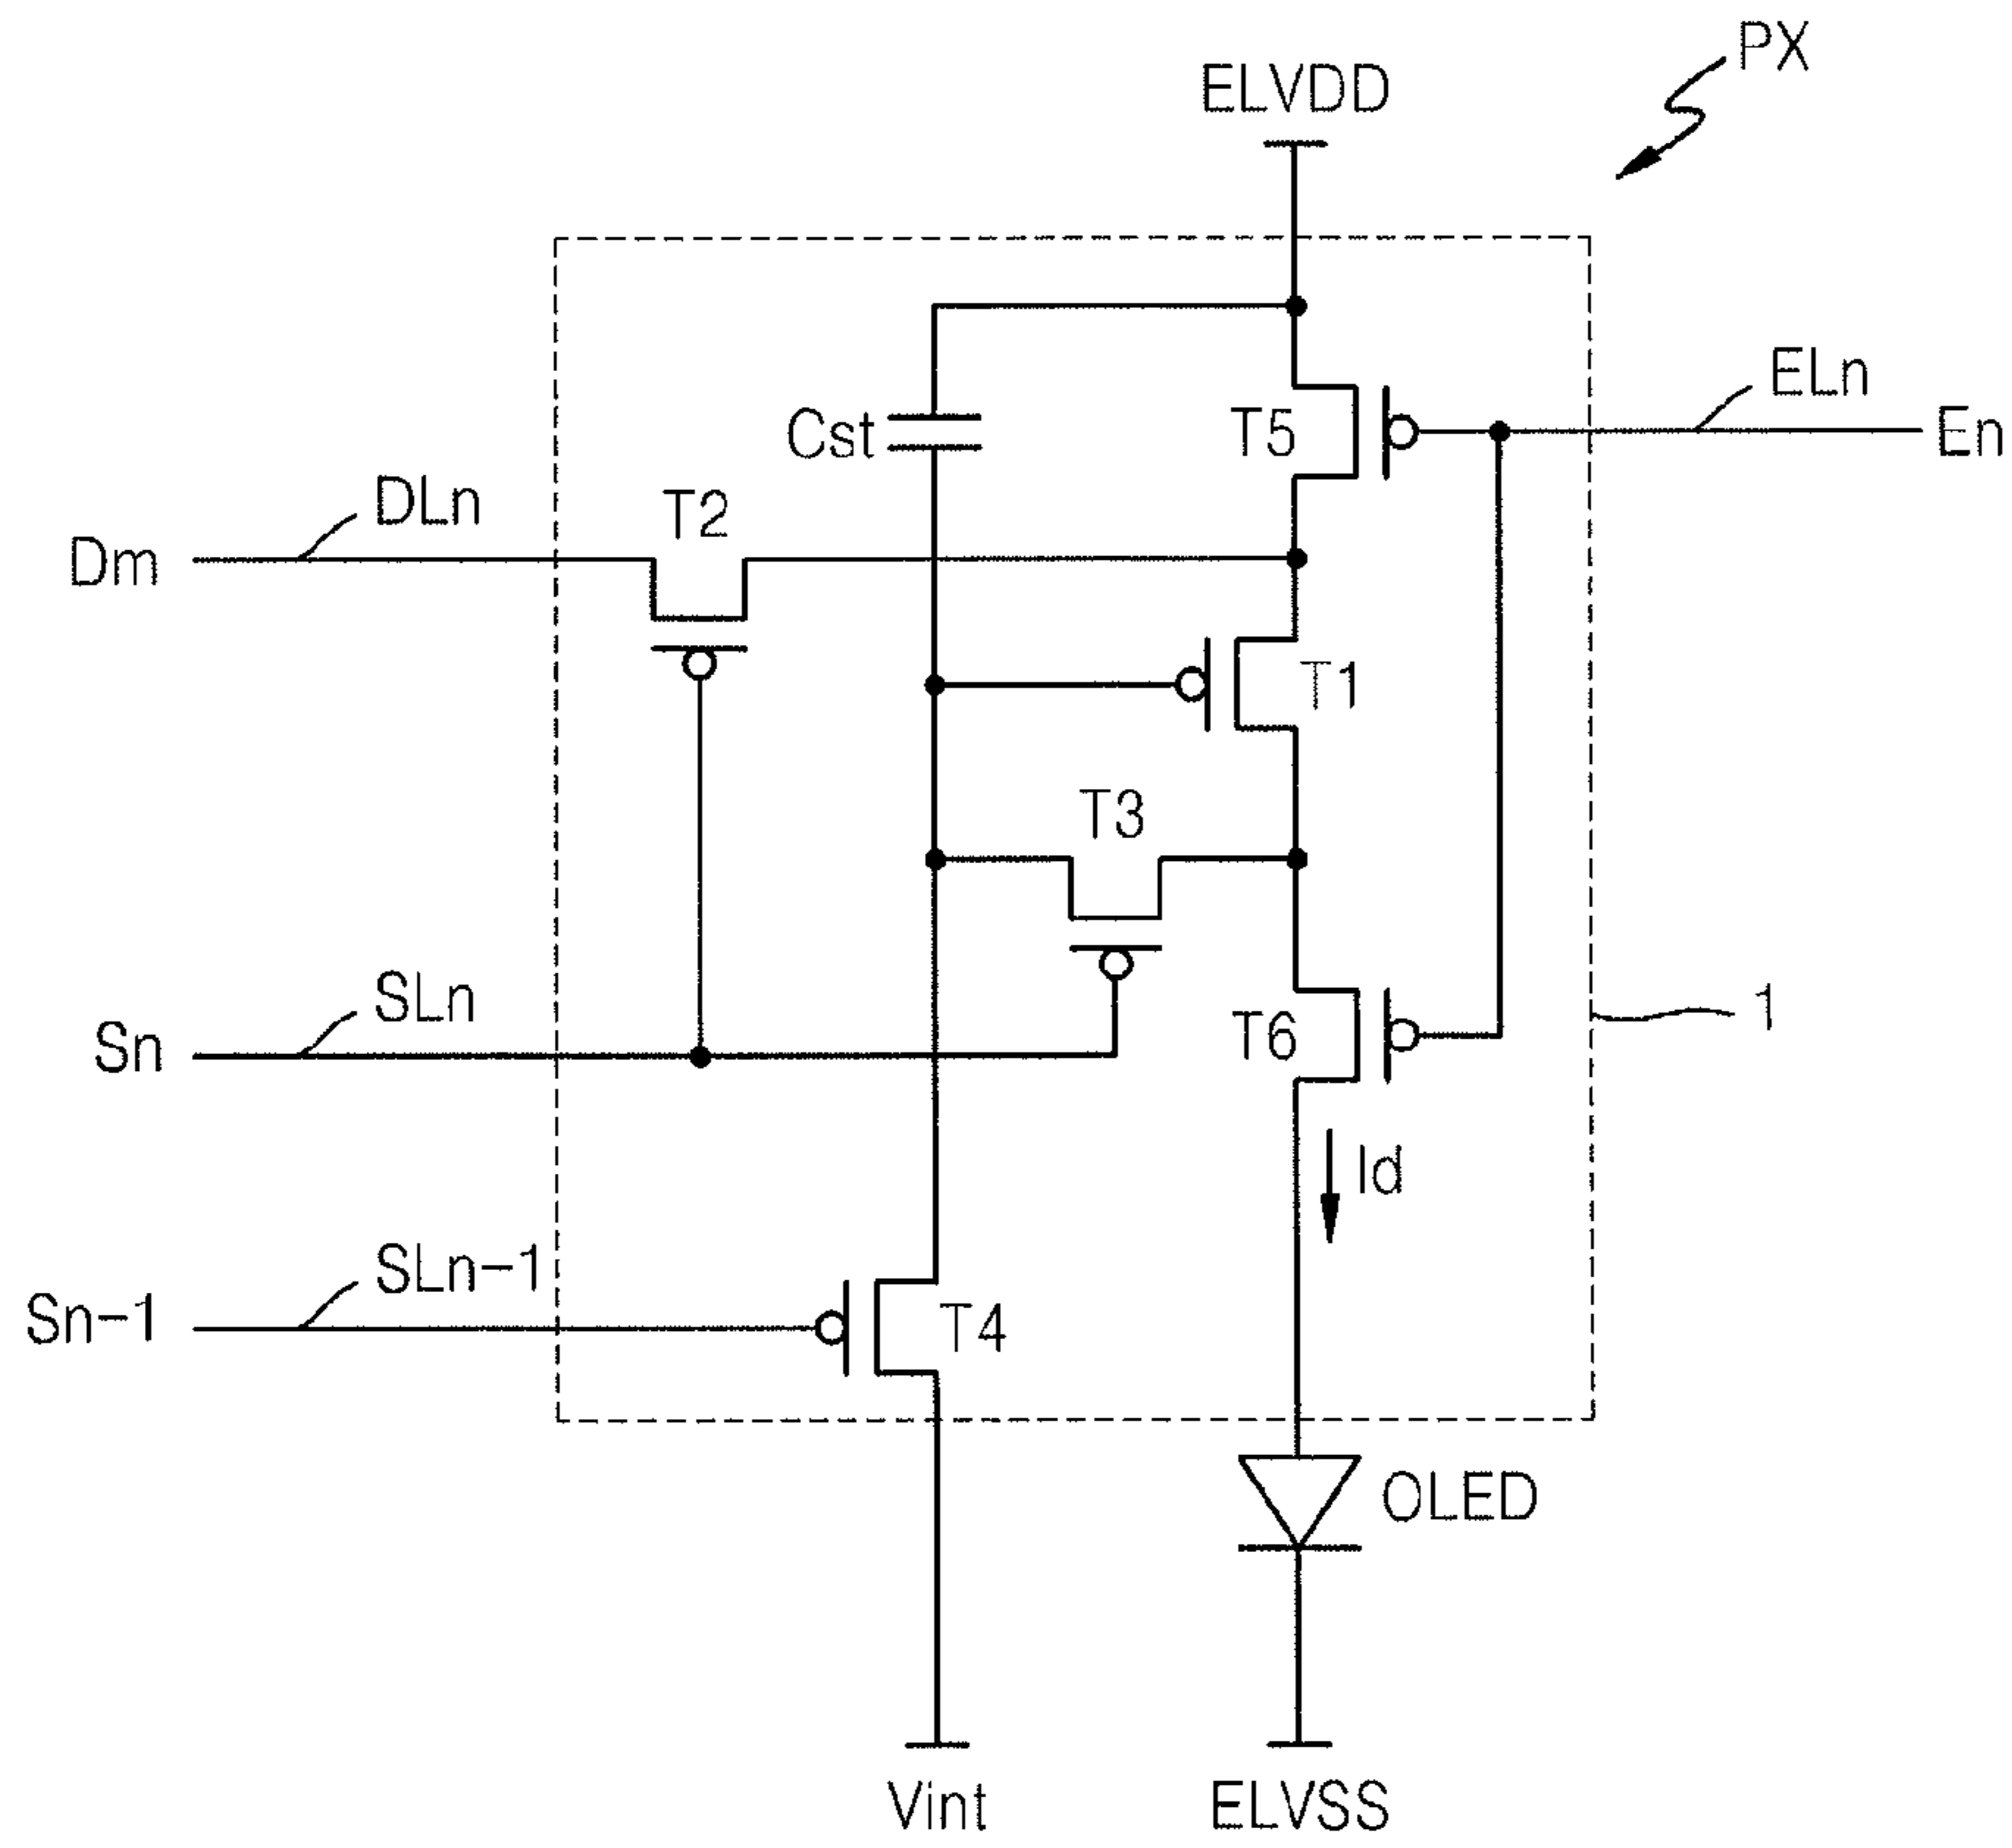 PX
ELVDD
ELn
En
T5
Cst
DLn
T2
Dm
T1
T3
SLn
Sn
T6
1
Id
SLn-1
Sn-1
T4
OLED
Vint
ELVSS